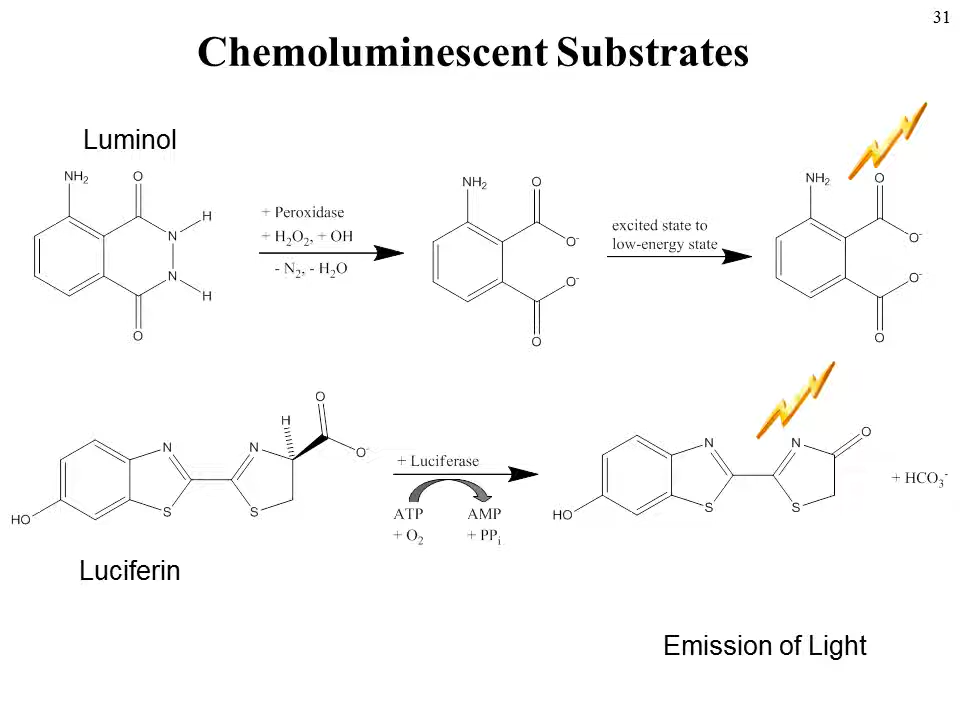 31
Chemoluminescent Substrates
Luminol
NH2 O
H
N
N
H
O
+ Peroxidase
+ H2O2, + OH
- N2, - H2O
NH2 O
O-
O-
O
excited state to
low-energy state
NH2 O
O-
O-
O
HO
N
S
N
S
H
O
O-
+ Luciferase
ATP AMP
+ O2 + PPi
HO
N
S
N
S
O
+ HCO3-
Luciferin
Emission of Light